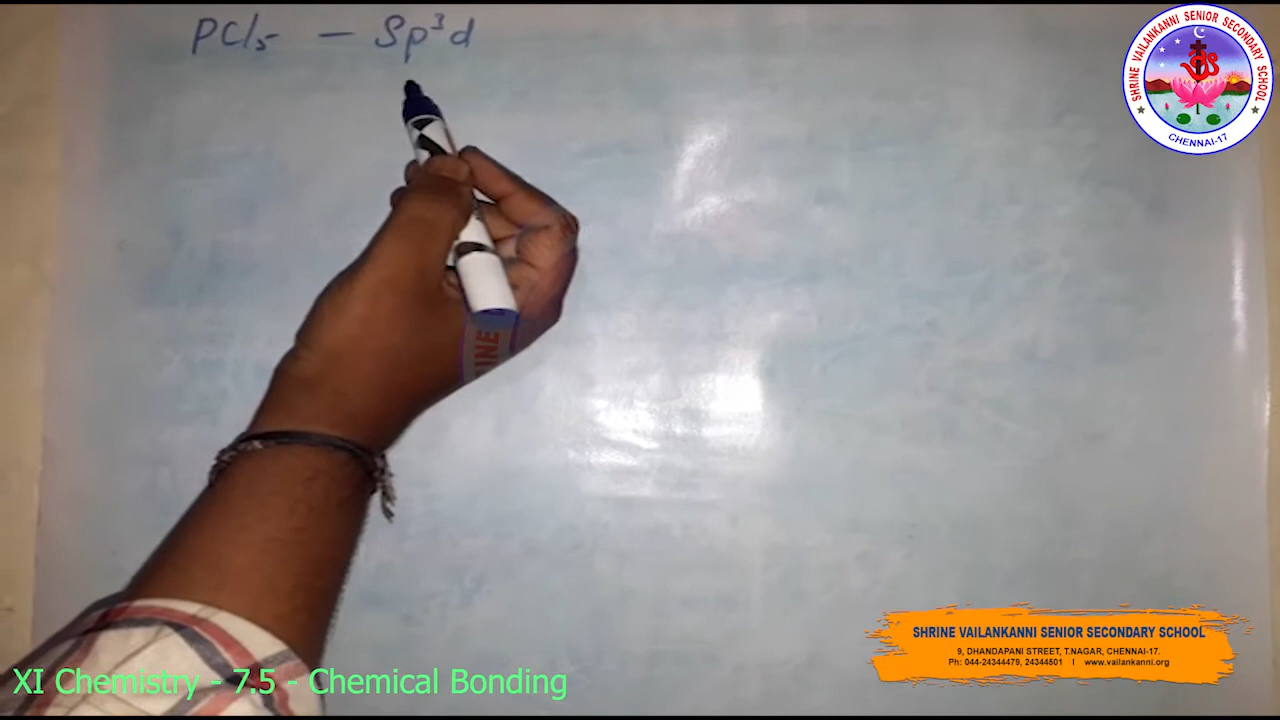 PCl₅ – Sp³d
SHRINE VAILANKANNI SENIOR SECONDARY SCHOOL
CHENNAI-17
INE
SHRINE VAILANKANNI SENIOR SECONDARY SCHOOL
9, DHANDAPANI STREET, T.NAGAR, CHENNAI-17.
Ph: 044-24344479, 24344501 I www.vailankanni.org
XI Chemistry - 7.5 - Chemical Bonding